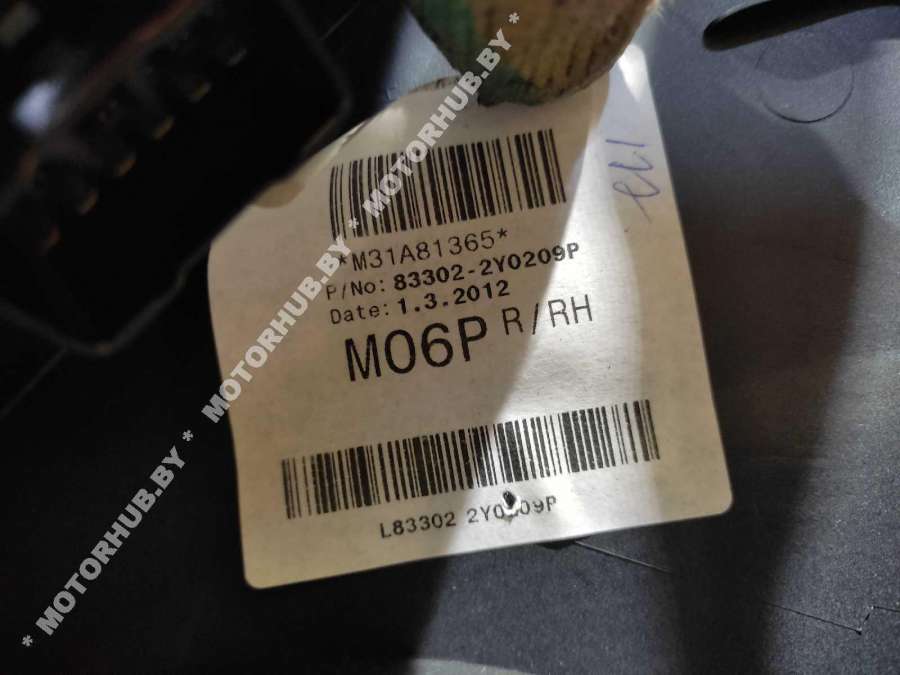 *M31A81365*
P/No: 83302-2Y0209P
Date: 1.3.2012
M06P R/RH
L83302 2Y0209P
* MOTORHUB.BY * MOTORHUB.BY * MOTORHUB.BY * MOTORHUB.BY *